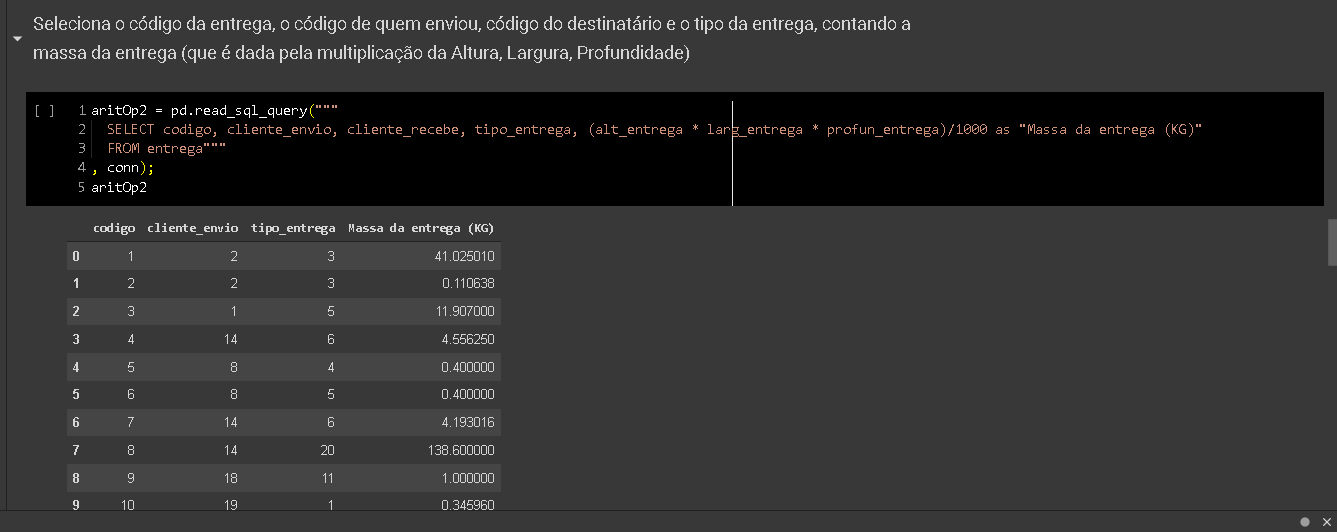 Seleciona o código da entrega, o código de quem enviou, código do destinatário e o tipo da entrega, contando a
massa da entrega (que é dada pela multiplicação da Altura, Largura, Profundidade)
[ ] 1 aritOp2 = pd.read_sql_query("""
2 SELECT codigo, cliente_envio, cliente_recebe, tipo_entrega, (alt_entrega * larg_entrega * profun_entrega)/1000 as "Massa da entrega (KG)"
3 FROM entrega"""
4 , conn);
5 aritOp2
codigo cliente_envio tipo_entrega Massa da entrega (KG)
0 1 2 3 41.025010
1 2 2 3 0.110638
2 3 1 5 11.907000
3 4 14 6 4.556250
4 5 8 4 0.400000
5 6 8 5 0.400000
6 7 14 6 4.193016
7 8 14 20 138.600000
8 9 18 11 1.000000
9 10 19 1 0.345960